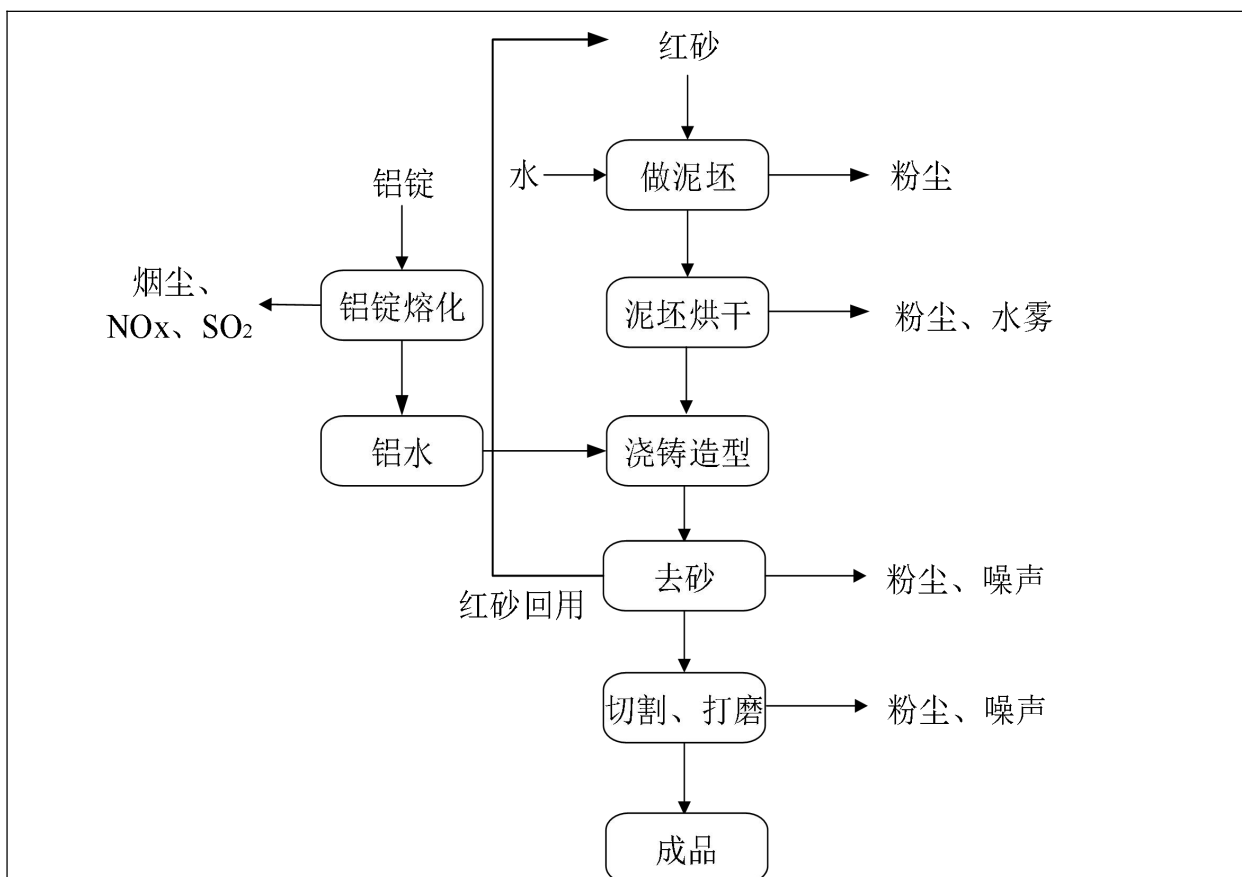 红砂
水
做泥坯
粉尘
铝锭
烟尘、
NOx、SO₂
铝锭熔化
泥坯烘干
粉尘、水雾
铝水
浇铸造型
去砂
粉尘、噪声
红砂回用
切割、打磨
粉尘、噪声
成品